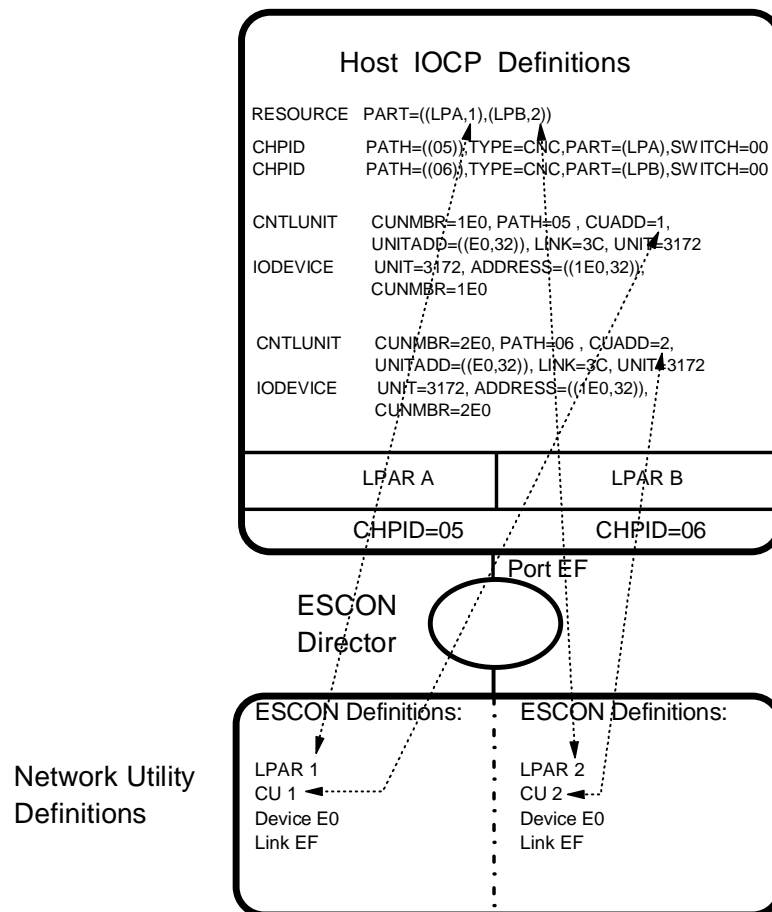 Host IOCP Definitions
RESOURCE PART=((LPA,1),(LPB,2))
CHPID PATH=((05)),TYPE=CNC,PART=(LPA),SWITCH=00
CHPID PATH=((06)),TYPE=CNC,PART=(LPB),SWITCH=00
CNTLUNIT CUNMBR=1E0, PATH=05 , CUADD=1,
UNITADD=((E0,32)), LINK=3C, UNIT=3172
IODEVICE UNIT=3172, ADDRESS=((1E0,32)),
CUNMBR=1E0
CNTLUNIT CUNMBR=2E0, PATH=06 , CUADD=2,
UNITADD=((E0,32)), LINK=3C, UNIT=3172
IODEVICE UNIT=3172, ADDRESS=((1E0,32)),
CUNMBR=2E0
LPAR A LPAR B
CHPID=05 CHPID=06
Port EF
ESCON
Director
ESCON Definitions:
LPAR 1
CU 1
Device E0
Link EF
ESCON Definitions:
LPAR 2
CU 2
Device E0
Link EF
Network Utility
Definitions